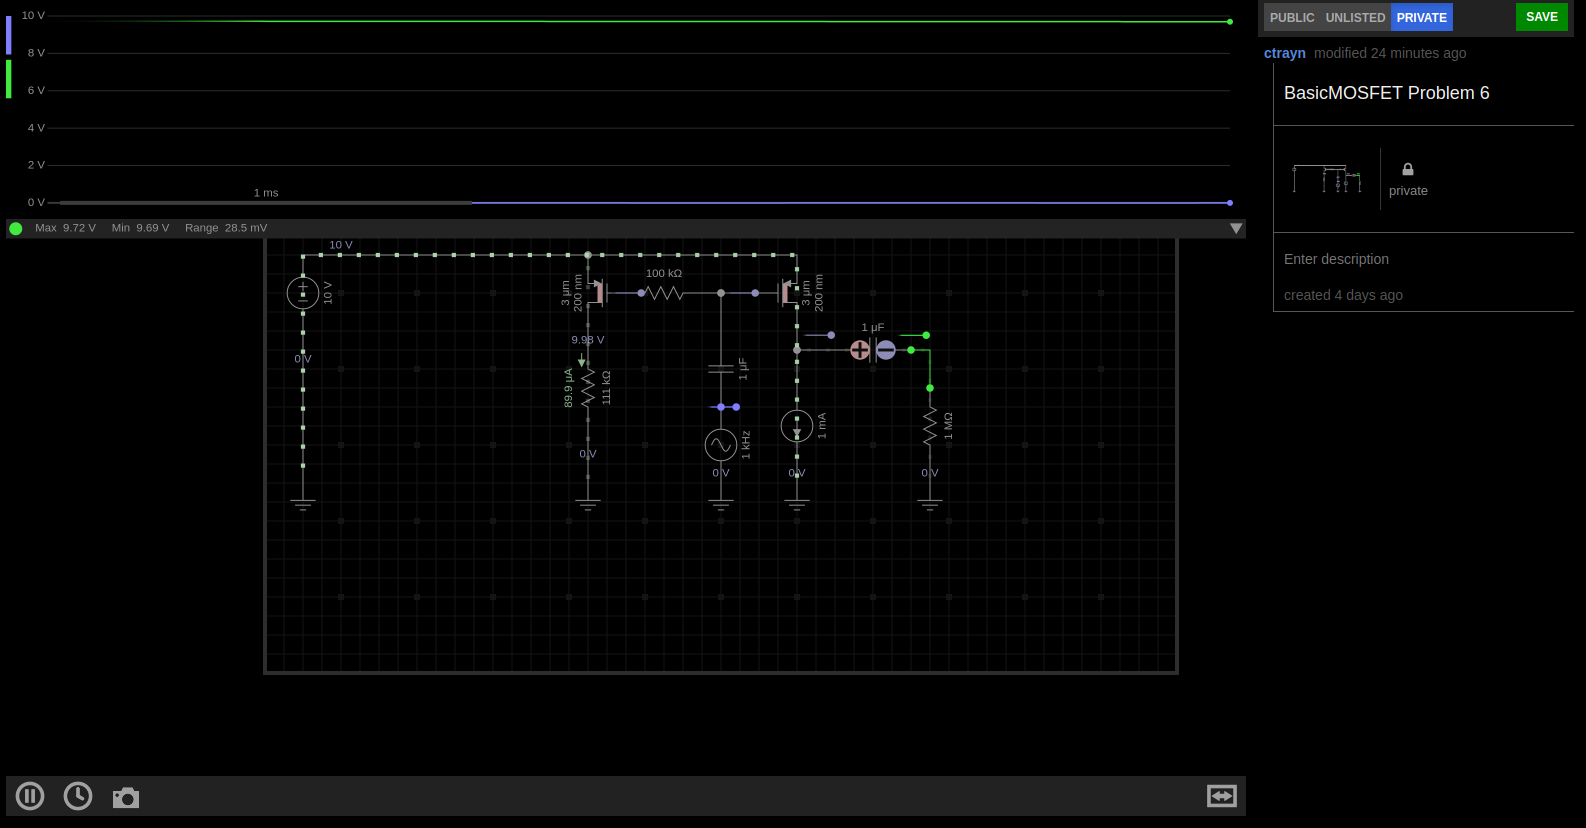 10 V
8 V
6 V
4 V
2 V
0 V
1 ms
Max 9.72 V Min 9.69 V Range 28.5 mV
10 V
10 V
0 V
3 µm
200 nm
100 kΩ
3 µm
200 nm
9.98 V
89.9 µA
111 kΩ
0 V
1 µF
1 kHz
0 V
1 µF
1 mA
0 V
1 MΩ
0 V
PUBLIC UNLISTED PRIVATE SAVE
ctrayn modified 24 minutes ago
BasicMOSFET Problem 6
private
Enter description
created 4 days ago